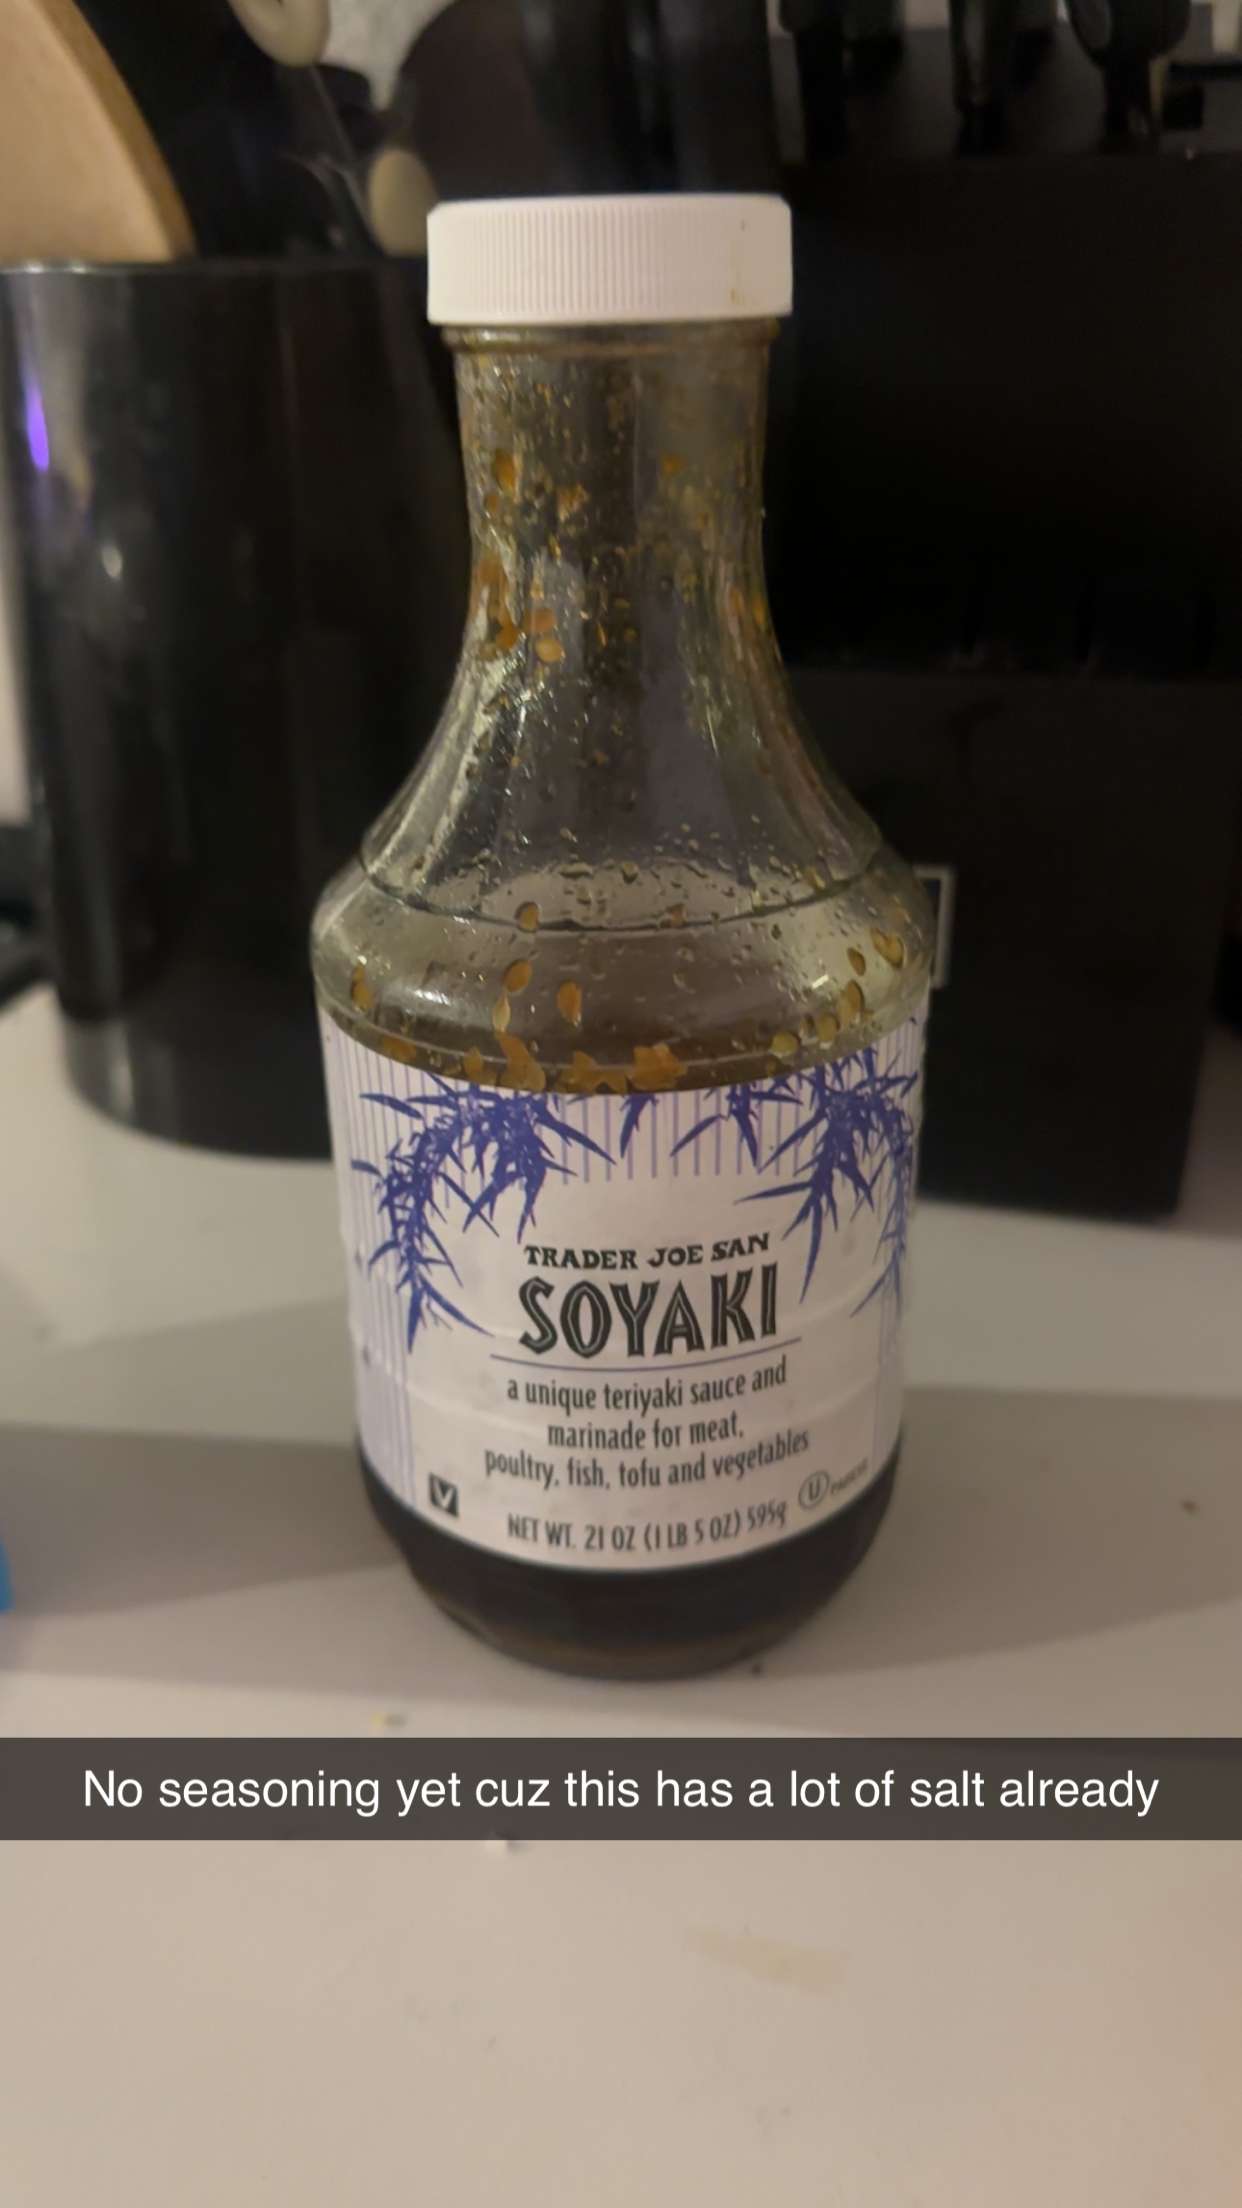 TRADER JOE SAN
SOYAKI
a unique teriyaki sauce and
marinade for meat,
poultry, fish, tofu and vegetables
V
U PAREVE
NET WT. 21 OZ (1 LB 5 OZ) 595g
No seasoning yet cuz this has a lot of salt already